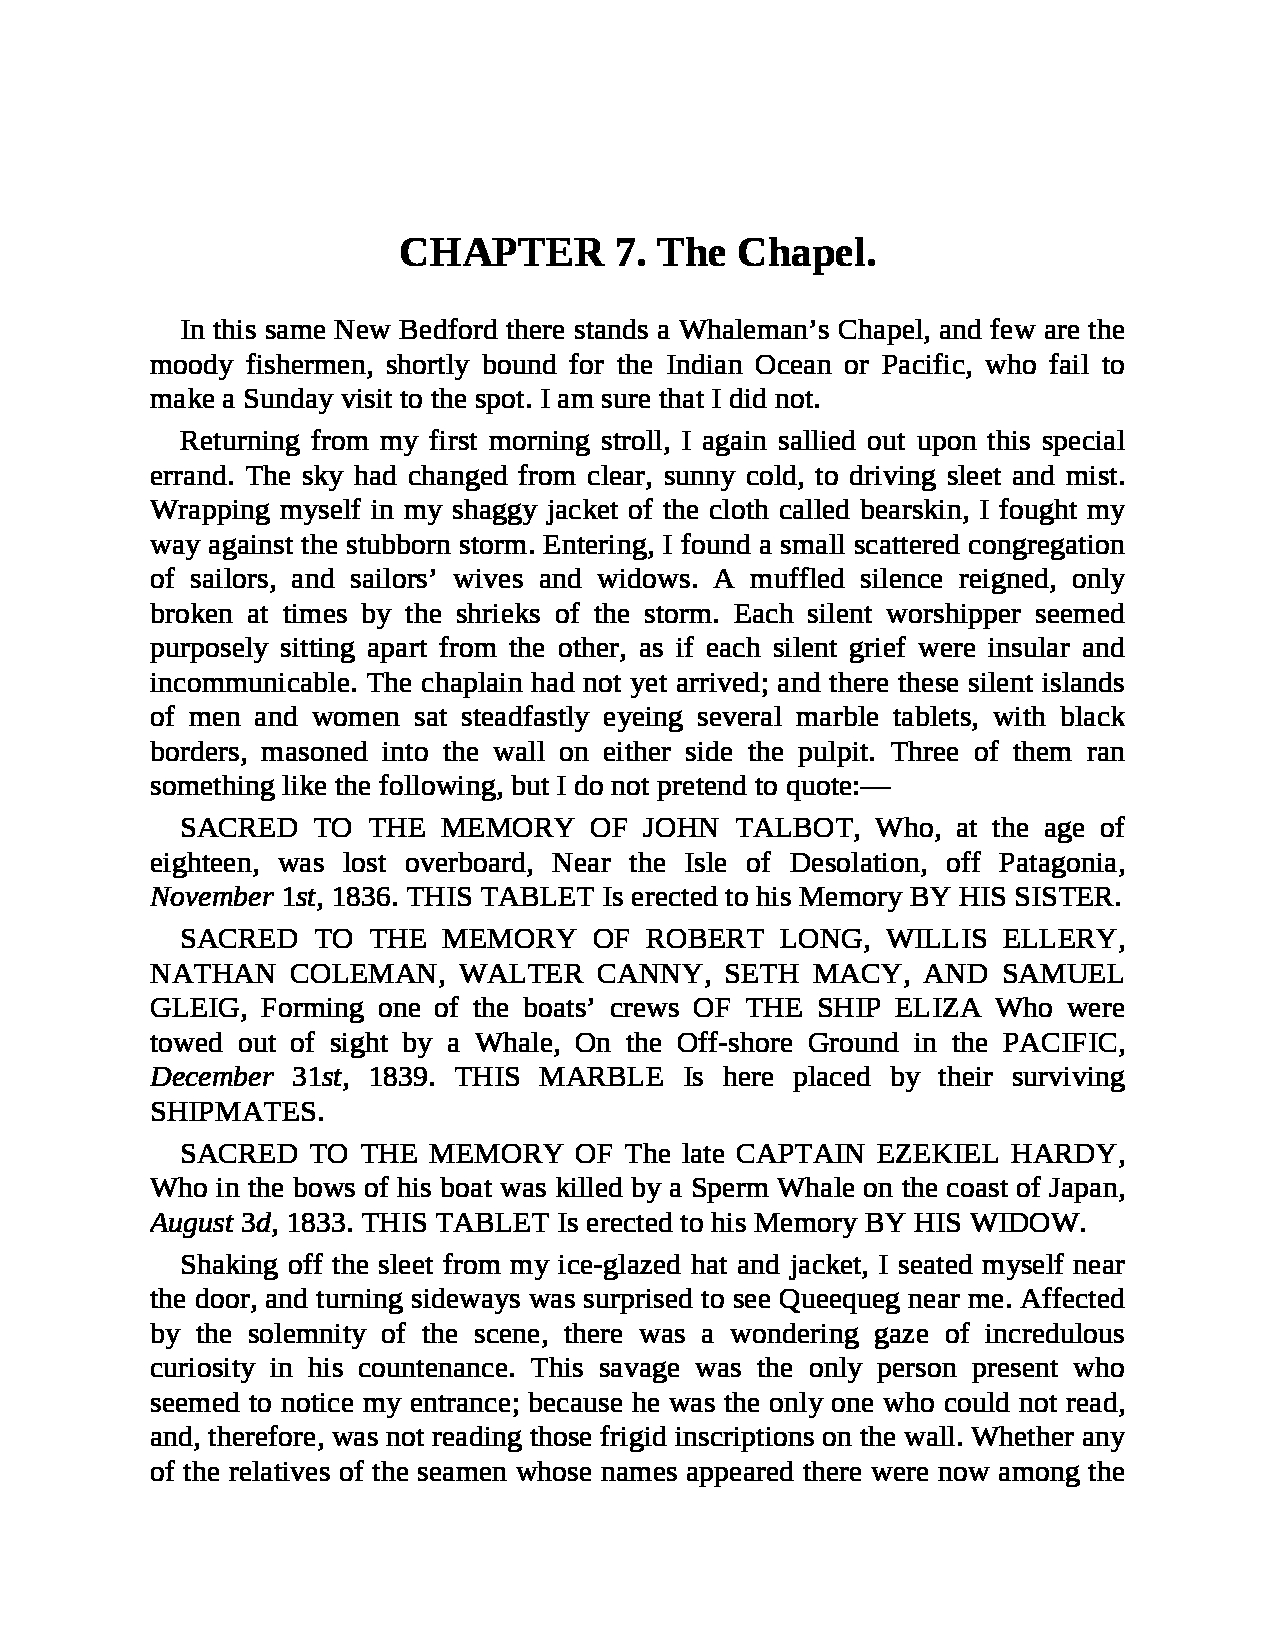 CHAPTER 7. The Chapel.
In this same New Bedford there stands a Whaleman’s Chapel, and few are the
moody fishermen, shortly bound for the Indian Ocean or Pacific, who fail to
make a Sunday visit to the spot. I am sure that I did not.
Returning from my first morning stroll, I again sallied out upon this special
errand. The sky had changed from clear, sunny cold, to driving sleet and mist.
Wrapping myself in my shaggy jacket of the cloth called bearskin, I fought my
way against the stubborn storm. Entering, I found a small scattered congregation
of sailors, and sailors’ wives and widows. A muffled silence reigned, only
broken at times by the shrieks of the storm. Each silent worshipper seemed
purposely sitting apart from the other, as if each silent grief were insular and
incommunicable. The chaplain had not yet arrived; and there these silent islands
of men and women sat steadfastly eyeing several marble tablets, with black
borders, masoned into the wall on either side the pulpit. Three of them ran
something like the following, but I do not pretend to quote:—
SACRED TO THE MEMORY OF JOHN TALBOT, Who, at the age of
eighteen, was lost overboard, Near the Isle of Desolation, off Patagonia,
November 1st, 1836. THIS TABLET Is erected to his Memory BY HIS SISTER.
SACRED TO THE MEMORY OF ROBERT LONG, WILLIS ELLERY,
NATHAN COLEMAN, WALTER CANNY, SETH MACY, AND SAMUEL
GLEIG, Forming one of the boats’ crews OF THE SHIP ELIZA Who were
towed out of sight by a Whale, On the Off-shore Ground in the PACIFIC,
December 31st, 1839. THIS MARBLE Is here placed by their surviving
SHIPMATES.
SACRED TO THE MEMORY OF The late CAPTAIN EZEKIEL HARDY,
Who in the bows of his boat was killed by a Sperm Whale on the coast of Japan,
August 3d, 1833. THIS TABLET Is erected to his Memory BY HIS WIDOW.
Shaking off the sleet from my ice-glazed hat and jacket, I seated myself near
the door, and turning sideways was surprised to see Queequeg near me. Affected
by the solemnity of the scene, there was a wondering gaze of incredulous
curiosity in his countenance. This savage was the only person present who
seemed to notice my entrance; because he was the only one who could not read,
and, therefore, was not reading those frigid inscriptions on the wall. Whether any
of the relatives of the seamen whose names appeared there were now among the